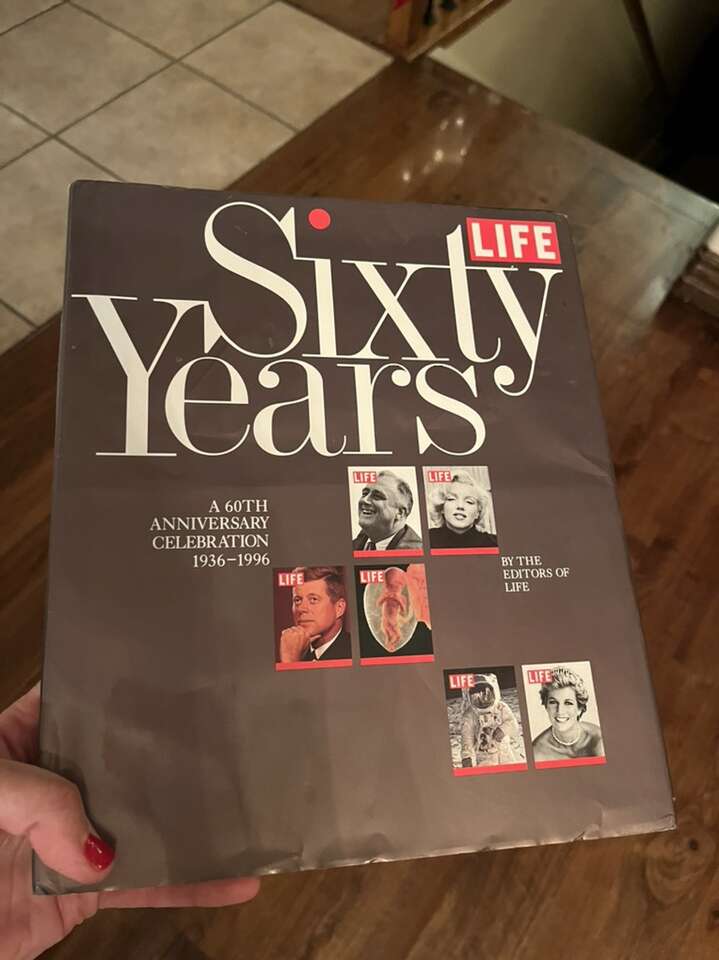 LIFE
Sixty
Years
A 60TH
ANNIVERSARY
CELEBRATION
1936–1996
LIFE
LIFE
BY THE
EDITORS OF
LIFE
LIFE
LIFE
LIFE
LIFE